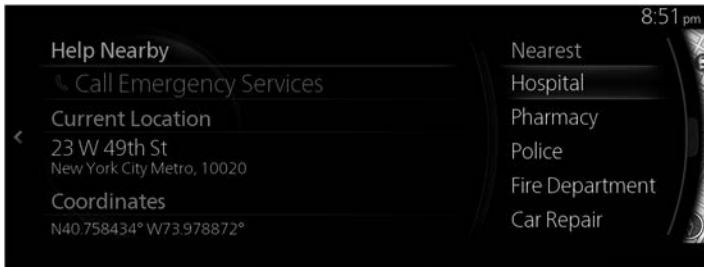 8:51 pm
Help Nearby
Call Emergency Services
Current Location
23 W 49th St
New York City Metro, 10020
Coordinates
N40.758434° W73.978872°
Nearest
Hospital
Pharmacy
Police
Fire Department
Car Repair